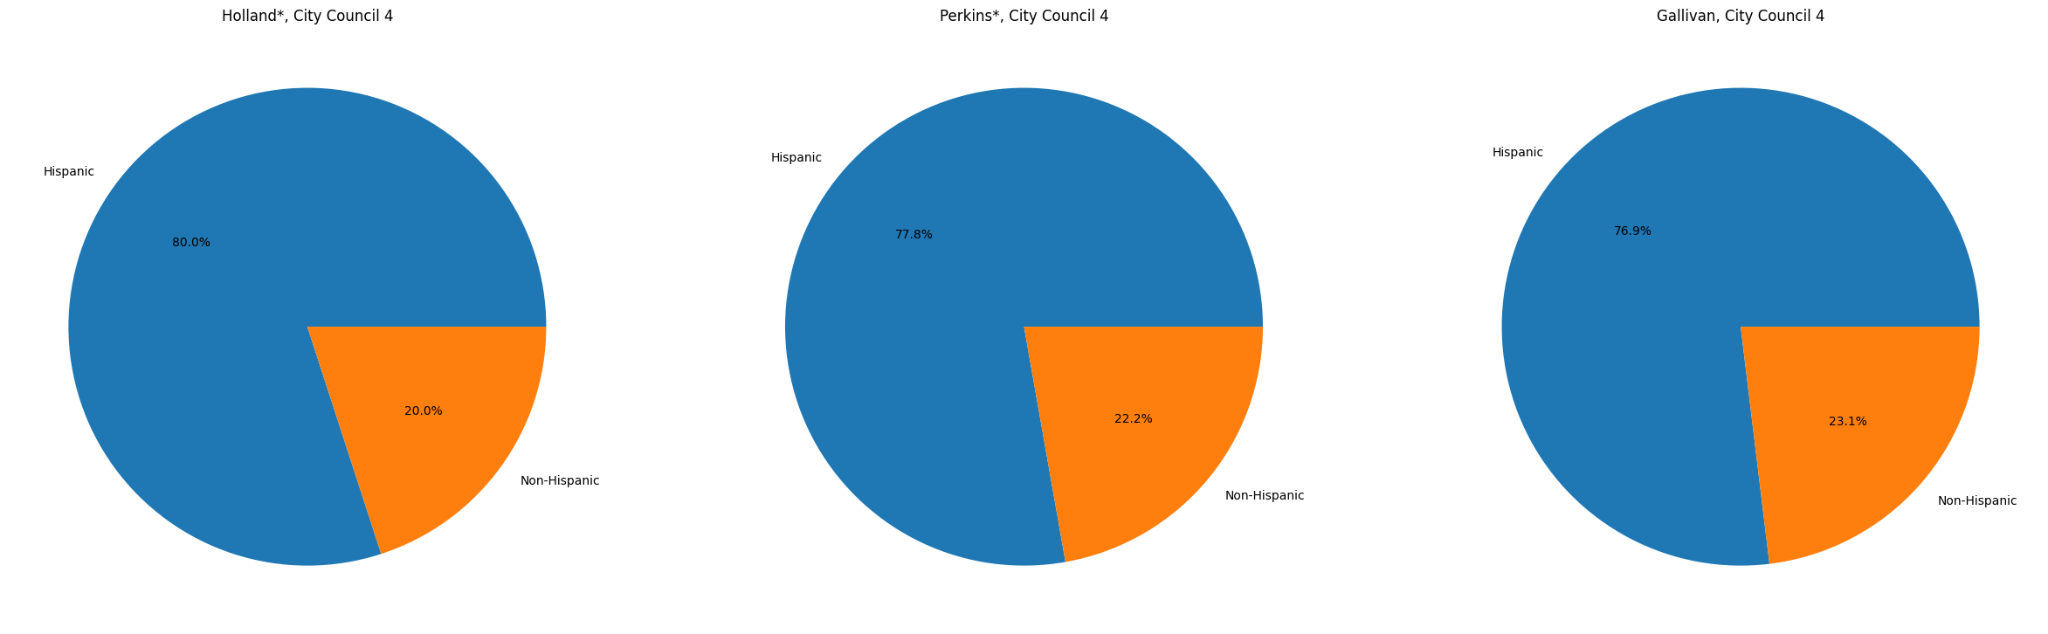 Holland*, City Council 4
Hispanic
80.0%
20.0%
Non-Hispanic
Perkins*, City Council 4
Hispanic
77.8%
22.2%
Non-Hispanic
Gallivan, City Council 4
Hispanic
76.9%
23.1%
Non-Hispanic